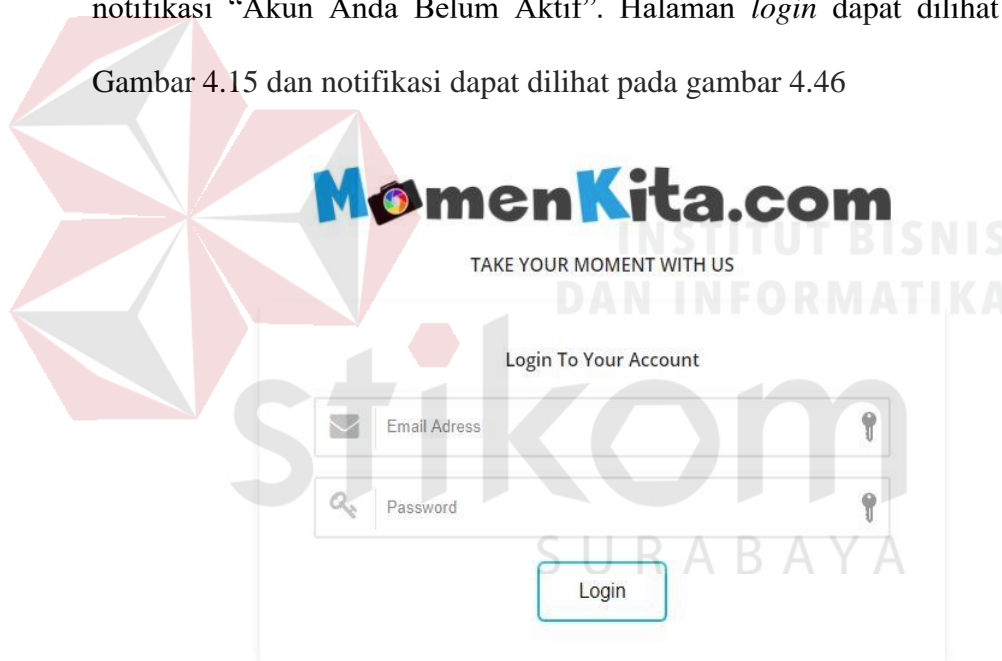 notifikasi “Akun Anda Belum Aktif”. Halaman login dapat dilihat
Gambar 4.15 dan notifikasi dapat dilihat pada gambar 4.46
MomenKita.com
INSTITUT BISNIS
TAKE YOUR MOMENT WITH US
DAN INFORMATIKA
stikom
Login To Your Account
Email Adress
Password
SURABAYA
Login